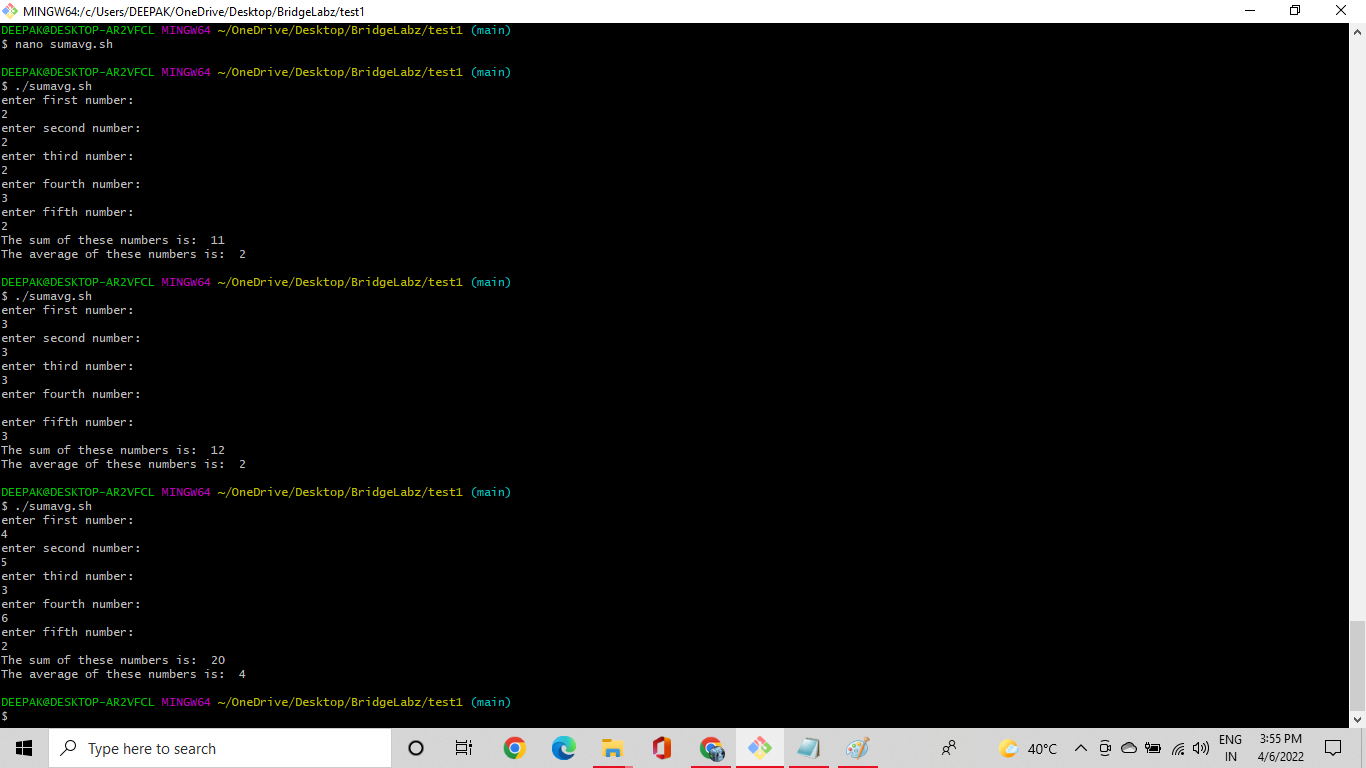 MINGW64:/c/Users/DEEPAK/OneDrive/Desktop/BridgeLabz/test1
DEEPAK@DESKTOP-AR2VFCL MINGW64 ~/OneDrive/Desktop/BridgeLabz/test1 (main)
$ nano sumavg.sh
DEEPAK@DESKTOP-AR2VFCL MINGW64 ~/OneDrive/Desktop/BridgeLabz/test1 (main)
$ ./sumavg.sh
enter first number:
2
enter second number:
2
enter third number:
2
enter fourth number:
3
enter fifth number:
2
The sum of these numbers is:  11
The average of these numbers is:  2
DEEPAK@DESKTOP-AR2VFCL MINGW64 ~/OneDrive/Desktop/BridgeLabz/test1 (main)
$ ./sumavg.sh
enter first number:
3
enter second number:
3
enter third number:
3
enter fourth number:
enter fifth number:
3
The sum of these numbers is:  12
The average of these numbers is:  2
DEEPAK@DESKTOP-AR2VFCL MINGW64 ~/OneDrive/Desktop/BridgeLabz/test1 (main)
$ ./sumavg.sh
enter first number:
4
enter second number:
5
enter third number:
3
enter fourth number:
6
enter fifth number:
2
The sum of these numbers is:  20
The average of these numbers is:  4
DEEPAK@DESKTOP-AR2VFCL MINGW64 ~/OneDrive/Desktop/BridgeLabz/test1 (main)
$
Type here to search
40°C
ENG
IN
3:55 PM
4/6/2022